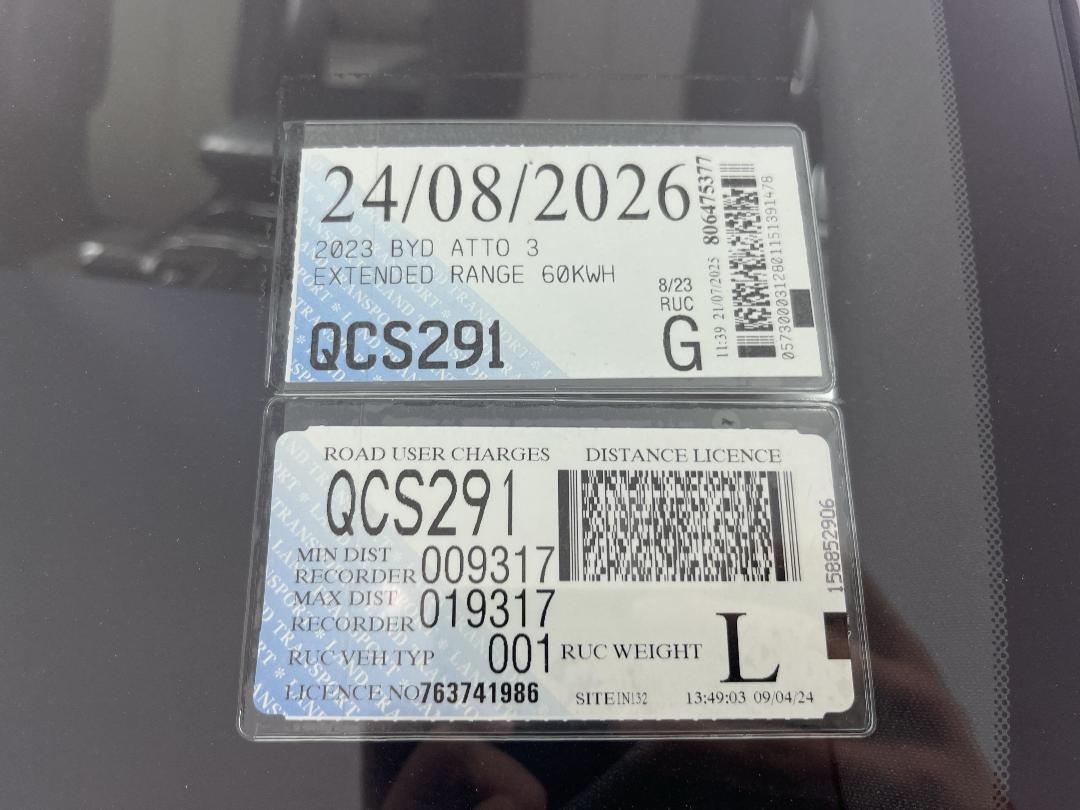 24/08/2026
2023 BYD ATTO 3
EXTENDED RANGE 60KWH
8/23
RUC
QCS291
G
11:39 21/07/2025 806475377
0573000312801151391478
ROAD USER CHARGES DISTANCE LICENCE
QCS291
MIN DIST
RECORDER 009317
MAX DIST
RECORDER 019317
RUC VEH TYP 001 RUC WEIGHT L
LICENCE NO 763741986 SITE IN132 13:49:03 09/04/24
158852906